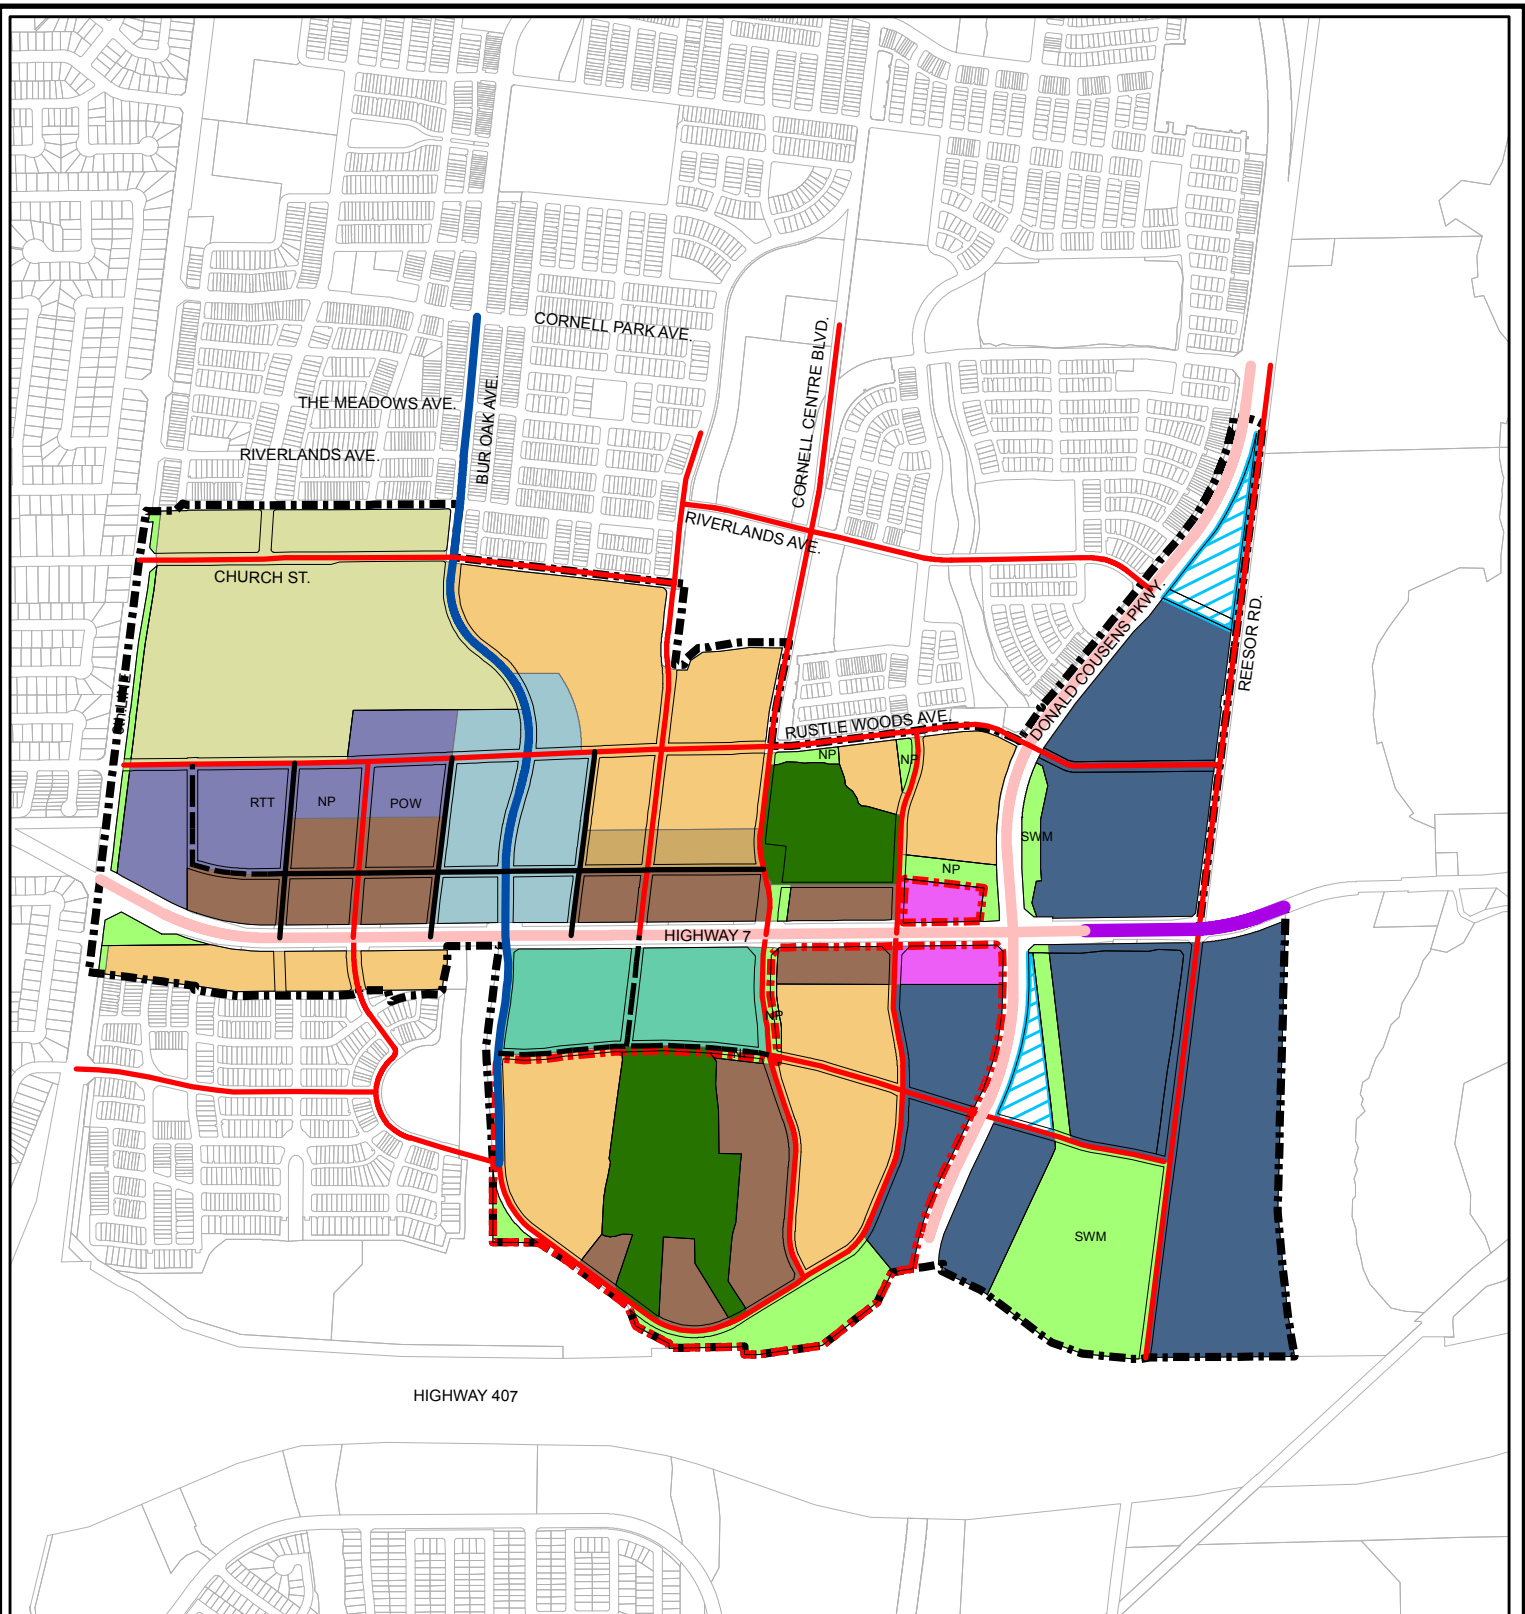 CORNELL PARK AVE.
CORNELL CENTRE BLVD.
THE MEADOWS AVE.
BUR OAK AVE.
RIVERLANDS AVE.
RIVERLANDS AVE.
CHURCH ST.
DONALD COUSENS PKWY.
REESOR RD.
RUSTLE WOODS AVE.
NP
NP
RTT
NP
POW
SWM
NP
HIGHWAY 7
NP
SWM
HIGHWAY 407